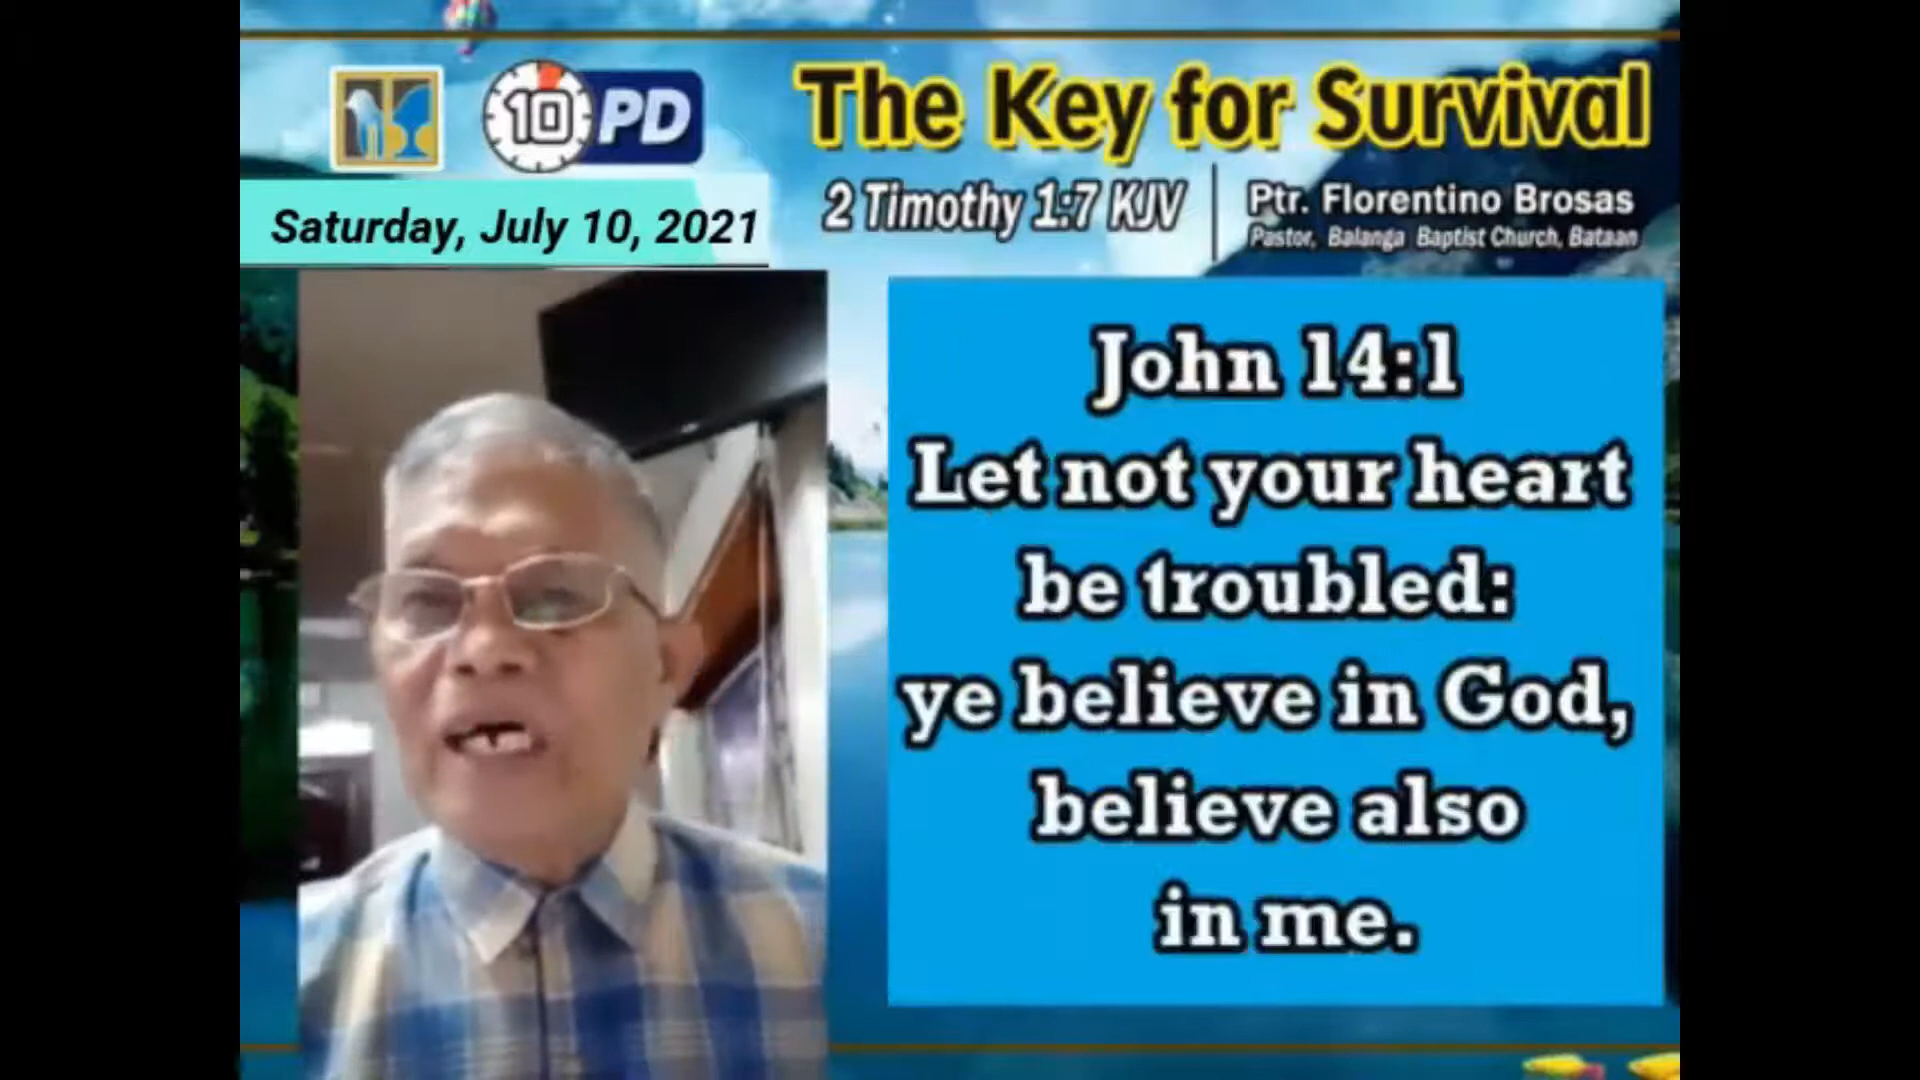 10 PD
The Key for Survival
2 Timothy 1:7 KJV
Ptr. Florentino Brosas
Pastor, Balanga Baptist Church, Bataan
Saturday, July 10, 2021
John 14:1
Let not your heart
be troubled:
ye believe in God,
believe also
in me.